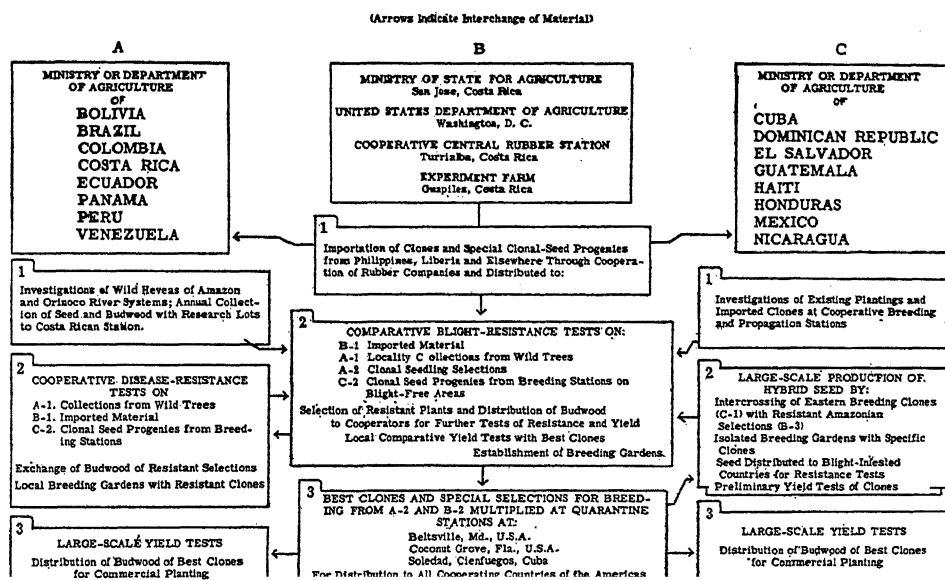 (Arrows Indicate Interchange of Material)
A
MINISTRY OR DEPARTMENT
OF AGRICULTURE
OF
BOLIVIA
BRAZIL
COLOMBIA
COSTA RICA
ECUADOR
PANAMA
PERU
VENEZUELA
B
MINISTRY OF STATE FOR AGRICULTURE
San Jose, Costa Rica
UNITED STATES DEPARTMENT OF AGRICULTURE
Washington, D. C.
COOPERATIVE CENTRAL RUBBER STATION
Turrialba, Costa Rica
EXPERIMENT FARM
Guapiles, Costa Rica
C
MINISTRY OR DEPARTMENT
OF AGRICULTURE
OF
CUBA
DOMINICAN REPUBLIC
EL SALVADOR
GUATEMALA
HAITI
HONDURAS
MEXICO
NICARAGUA
1
Importation of Clones and Special Clonal-Seed Progenies
from Philippines, Liberia and Elsewhere Through Coopera-
tion of Rubber Companies and Distributed to:
1
Investigations of Wild Heveas of Amazon
and Orinoco River Systems; Annual Collec-
tion of Seed and Budwood with Research Lots
to Costa Rican Station.
1
Investigations of Existing Plantings and
Imported Clones at Cooperative Breeding
and Propagation Stations
2
COMPARATIVE BLIGHT-RESISTANCE TESTS ON:
B-1 Imported Material
A-1 Locality Collections from Wild Trees
A-2 Clonal Seedling Selections
C-2 Clonal Seed Progenies from Breeding Stations on
Blight-Free Areas
Selection of Resistant Plants and Distribution of Budwood
to Cooperators for Further Tests of Resistance and Yield
Local Comparative Yield Tests with Best Clones
Establishment of Breeding Gardens.
2
COOPERATIVE DISEASE-RESISTANCE
TESTS ON
A-1. Collections from Wild Trees
B-1. Imported Material
C-2. Clonal Seed Progenies from Breed-
ing Stations
Exchange of Budwood of Resistant Selections
Local Breeding Gardens with Resistant Clones
2
LARGE-SCALE PRODUCTION OF
HYBRID SEED BY:
Intercrossing of Eastern Breeding Clones
(C-1) with Resistant Amazonian
Selections (B-3)
Isolated Breeding Gardens with Specific
Clones
Seed Distributed to Blight-Infested
Countries for Resistance Tests
Preliminary Yield Tests of Clones
3
BEST CLONES AND SPECIAL SELECTIONS FOR BREED-
ING FROM A-2 AND B-2 MULTIPLIED AT QUARANTINE
STATIONS AT:
Beltsville, Md., U.S.A.
Coconut Grove, Fla., U.S.A.
Soledad, Cienfuegos, Cuba
For Distribution to All Cooperating Countries of the Americas
3
LARGE-SCALE YIELD TESTS
Distribution of Budwood of Best Clones
for Commercial Planting
3
LARGE-SCALE YIELD TESTS
Distribution of Budwood of Best Clones
for Commercial Planting